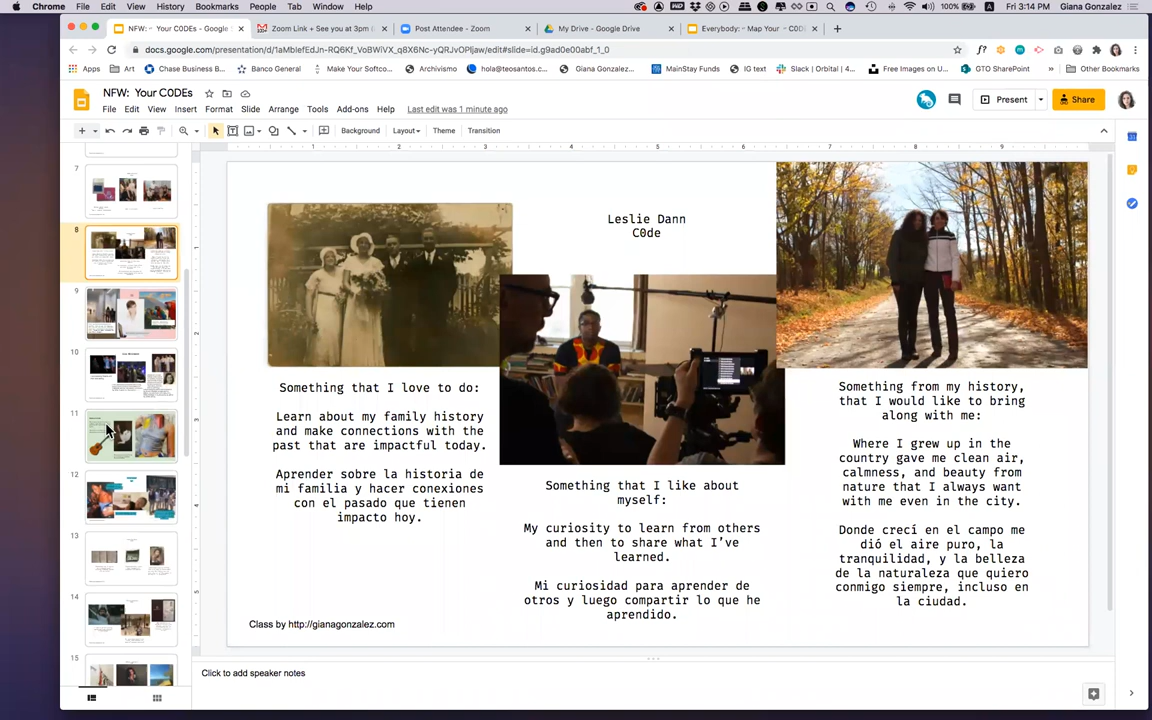 Chrome File Edit View History Bookmarks People Tab Window Help
100% Fri 3:14 PM Giana Gonzalez
NFW: - Your C0DEs - Google S
Zoom Link + See you at 3pm (
Post Attendee - Zoom
My Drive - Google Drive
Everybody: - Map Your - C0DE
docs.google.com/presentation/d/1aMblefEdJn-RQ6Kf_VoBWiVX_q8X6Nc-yQRJvOPljaw/edit#slide=id.g9ad0e00abf_1_0
Apps Art Chase Business B... Banco General Make Your Softco... Archivismo hola@teosantos.c... Giana Gonzalez... MainStay Funds IG text Slack | Orbital | 4... Free Images on U... GTO SharePoint » Other Bookmarks
NFW: Your C0DEs
File Edit View Insert Format Slide Arrange Tools Add-ons Help Last edit was 1 minute ago
Present Share
Background Layout Theme Transition
1 2 3 4 5 6 7 8 9
7
8
9
10
11
12
13
14
15
Leslie Dann
C0de
Something that I love to do:
Learn about my family history
and make connections with the
past that are impactful today.
Aprender sobre la historia de
mi familia y hacer conexiones
con el pasado que tienen
impacto hoy.
Something that I like about
myself:
My curiosity to learn from others
and then to share what I've
learned.
Mi curiosidad para aprender de
otros y luego compartir lo que he
aprendido.
Something from my history,
that I would like to bring
along with me:
Where I grew up in the
country gave me clean air,
calmness, and beauty from
nature that I always want
with me even in the city.
Donde crecí en el campo me
dió el aire puro, la
tranquilidad, y la belleza
de la naturaleza que quiero
conmigo siempre, incluso en
la ciudad.
Class by http://gianagonzalez.com
Click to add speaker notes